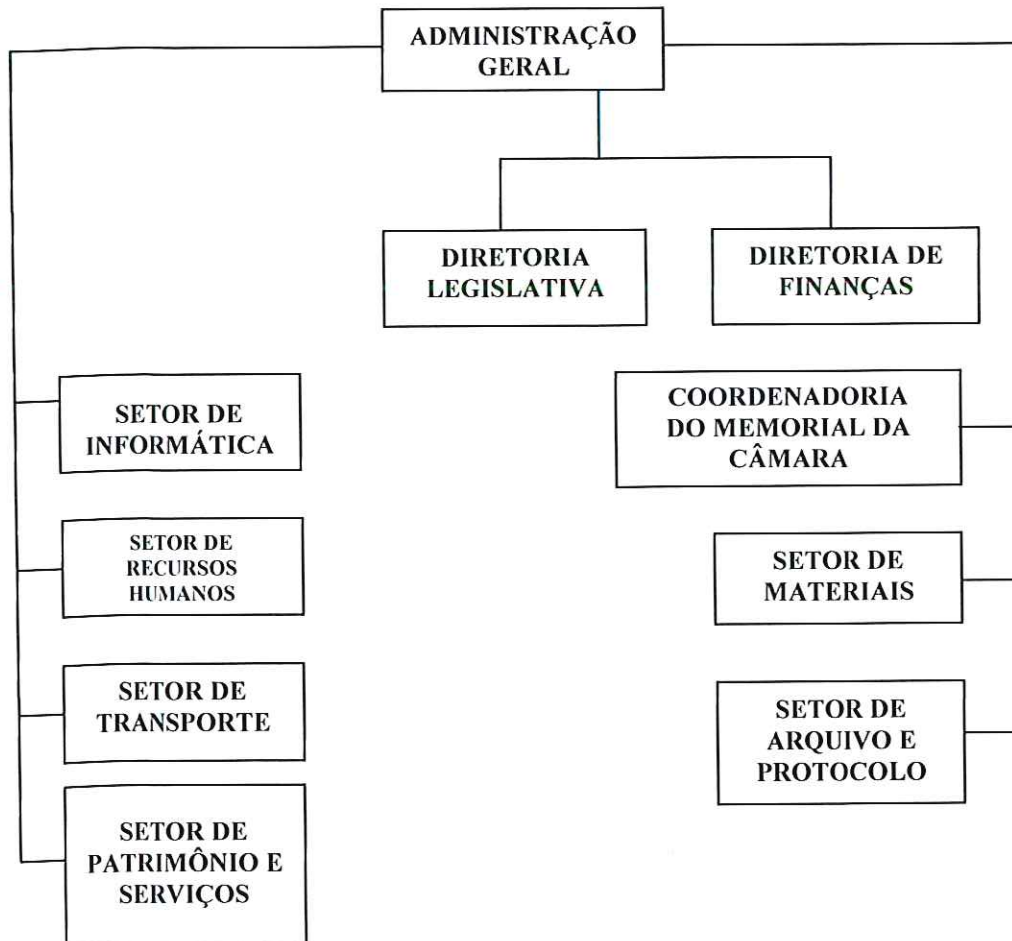 ADMINISTRAÇÃO
GERAL
DIRETORIA
LEGISLATIVA
DIRETORIA DE
FINANÇAS
SETOR DE
INFORMÁTICA
COORDENADORIA
DO MEMORIAL DA
CÂMARA
SETOR DE
RECURSOS
HUMANOS
SETOR DE
MATERIAIS
SETOR DE
TRANSPORTE
SETOR DE
ARQUIVO E
PROTOCOLO
SETOR DE
PATRIMÔNIO E
SERVIÇOS